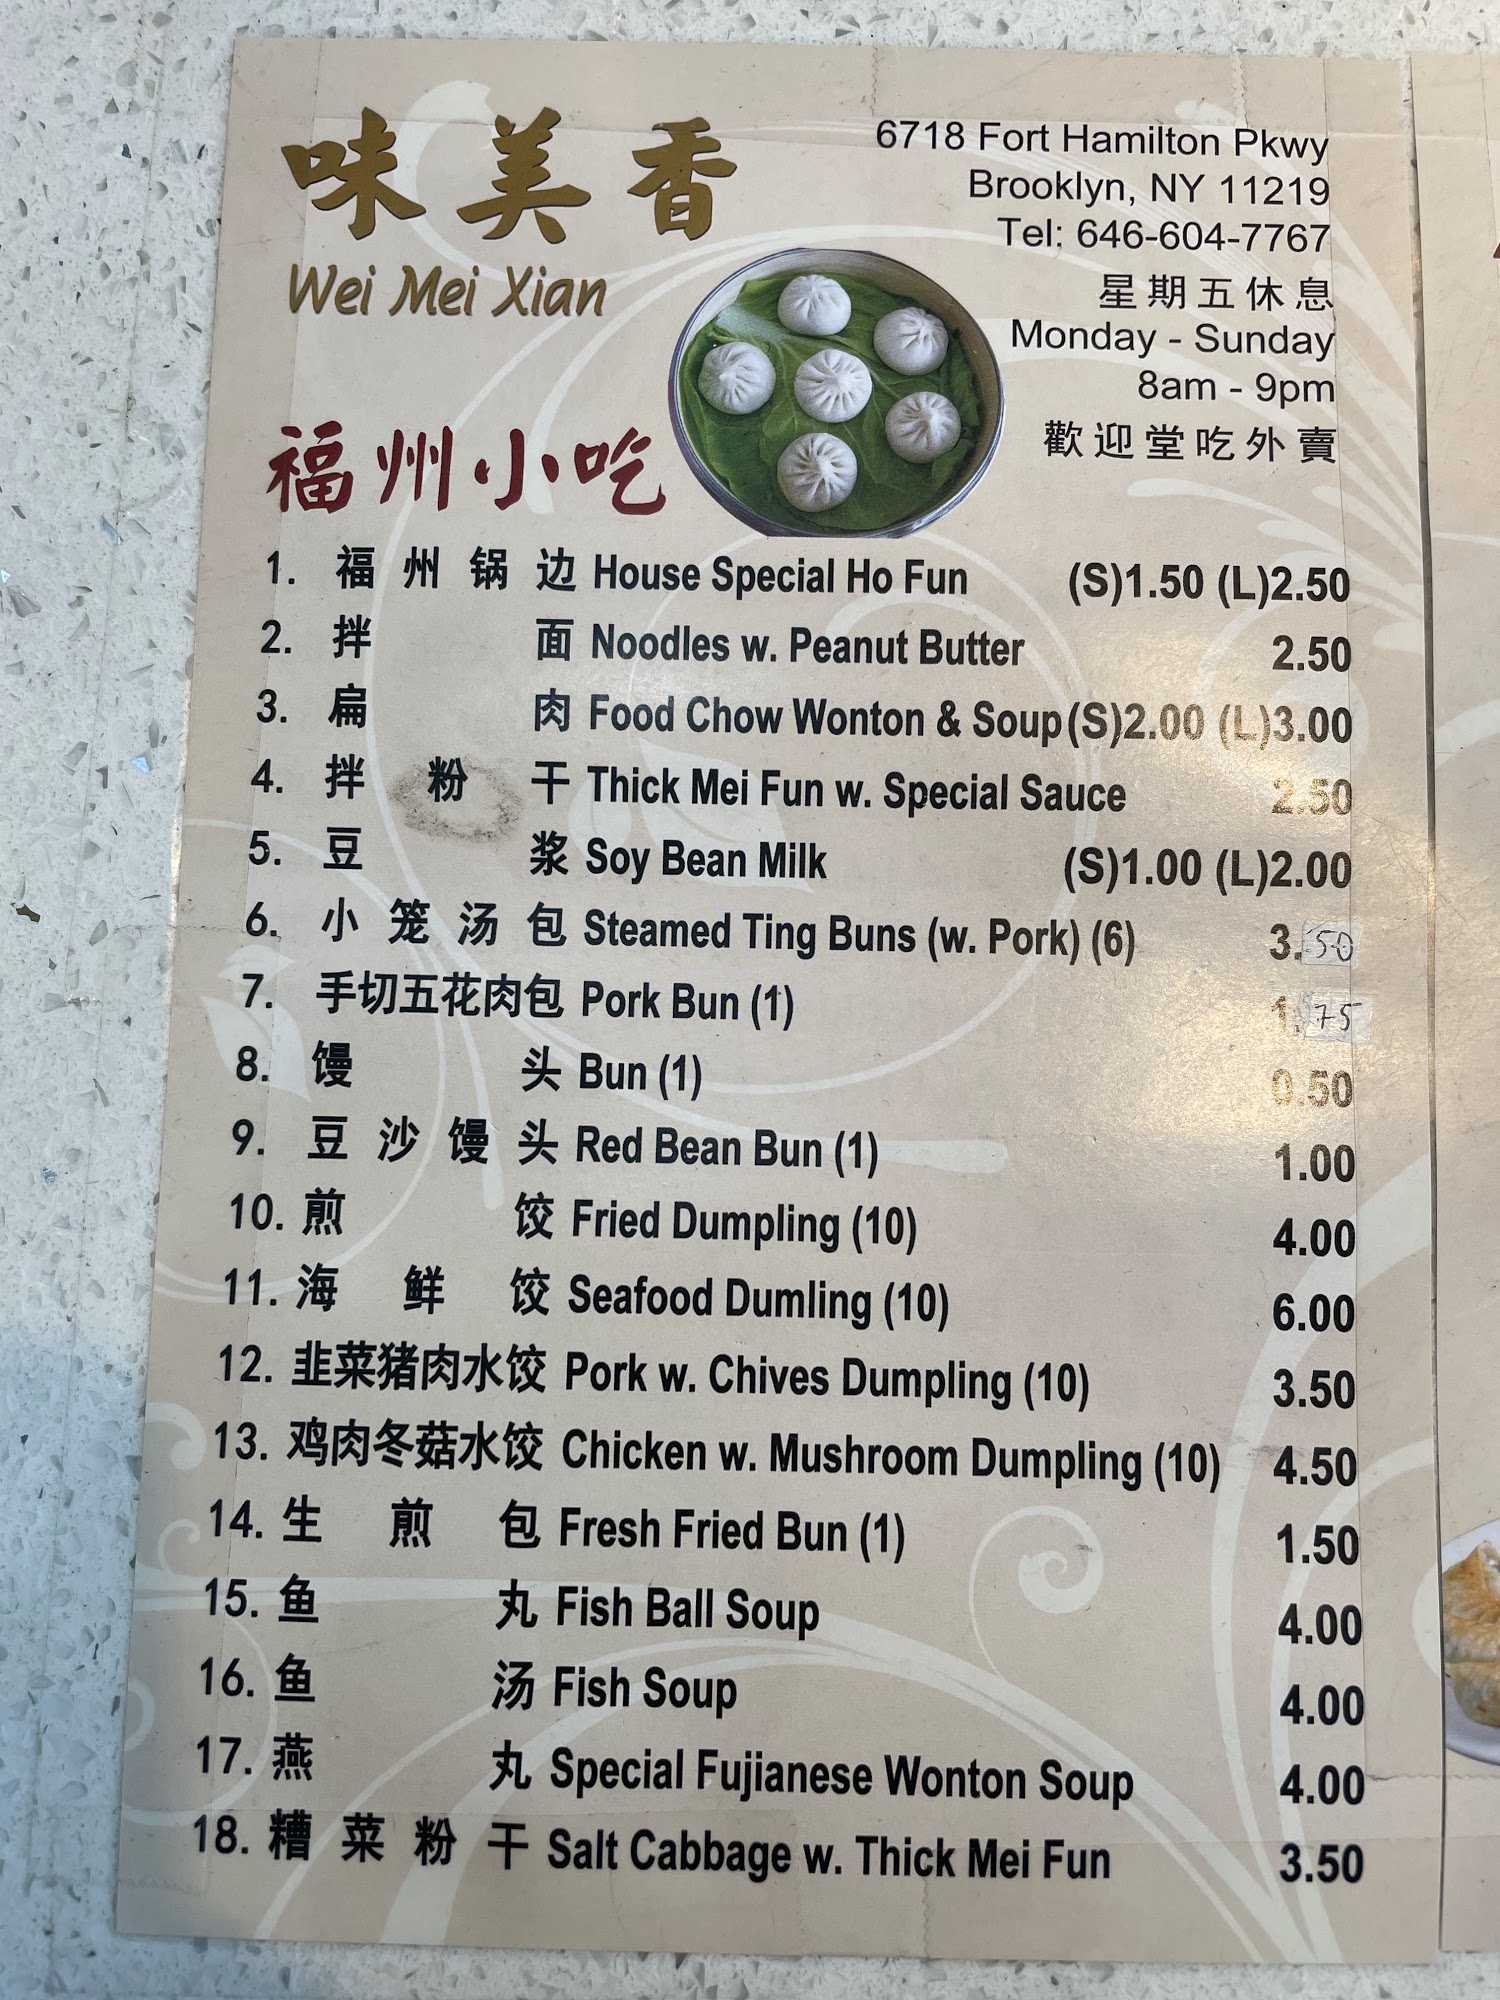 味美香
Wei Mei Xian
6718 Fort Hamilton Pkwy
Brooklyn, NY 11219
Tel: 646-604-7767
星期五休息
Monday - Sunday
8am - 9pm
歡迎堂吃外賣
福州小吃
1. 福州锅边 House Special Ho Fun (S)1.50 (L)2.50
2. 拌面 Noodles w. Peanut Butter 2.50
3. 扁肉 Food Chow Wonton & Soup (S)2.00 (L)3.00
4. 拌粉干 Thick Mei Fun w. Special Sauce 2.50
5. 豆浆 Soy Bean Milk (S)1.00 (L)2.00
6. 小笼汤包 Steamed Ting Buns (w. Pork) (6) 3.50
7. 手切五花肉包 Pork Bun (1) 1.75
8. 馒头 Bun (1) 0.50
9. 豆沙馒头 Red Bean Bun (1) 1.00
10. 煎饺 Fried Dumpling (10) 4.00
11. 海鲜饺 Seafood Dumling (10) 6.00
12. 韭菜猪肉水饺 Pork w. Chives Dumpling (10) 3.50
13. 鸡肉冬菇水饺 Chicken w. Mushroom Dumpling (10) 4.50
14. 生煎包 Fresh Fried Bun (1) 1.50
15. 鱼丸 Fish Ball Soup 4.00
16. 鱼汤 Fish Soup 4.00
17. 燕丸 Special Fujianese Wonton Soup 4.00
18. 糟菜粉干 Salt Cabbage w. Thick Mei Fun 3.50